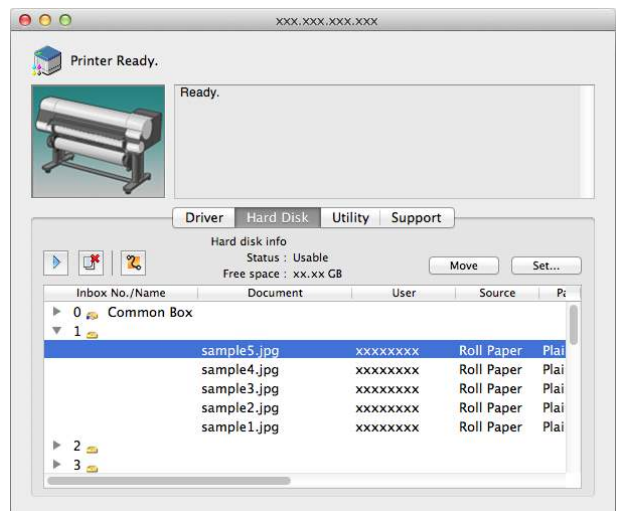 xxx.xxx.xxx.xxx
Printer Ready.
Ready.
Driver Hard Disk Utility Support
Hard disk info
Status : Usable
Free space : xx.xx GB
Move Set...
Inbox No./Name Document User Source Pa
0 Common Box
1
sample5.jpg xxxxxxxx Roll Paper Plai
sample4.jpg xxxxxxxx Roll Paper Plai
sample3.jpg xxxxxxxx Roll Paper Plai
sample2.jpg xxxxxxxx Roll Paper Plai
sample1.jpg xxxxxxxx Roll Paper Plai
2
3